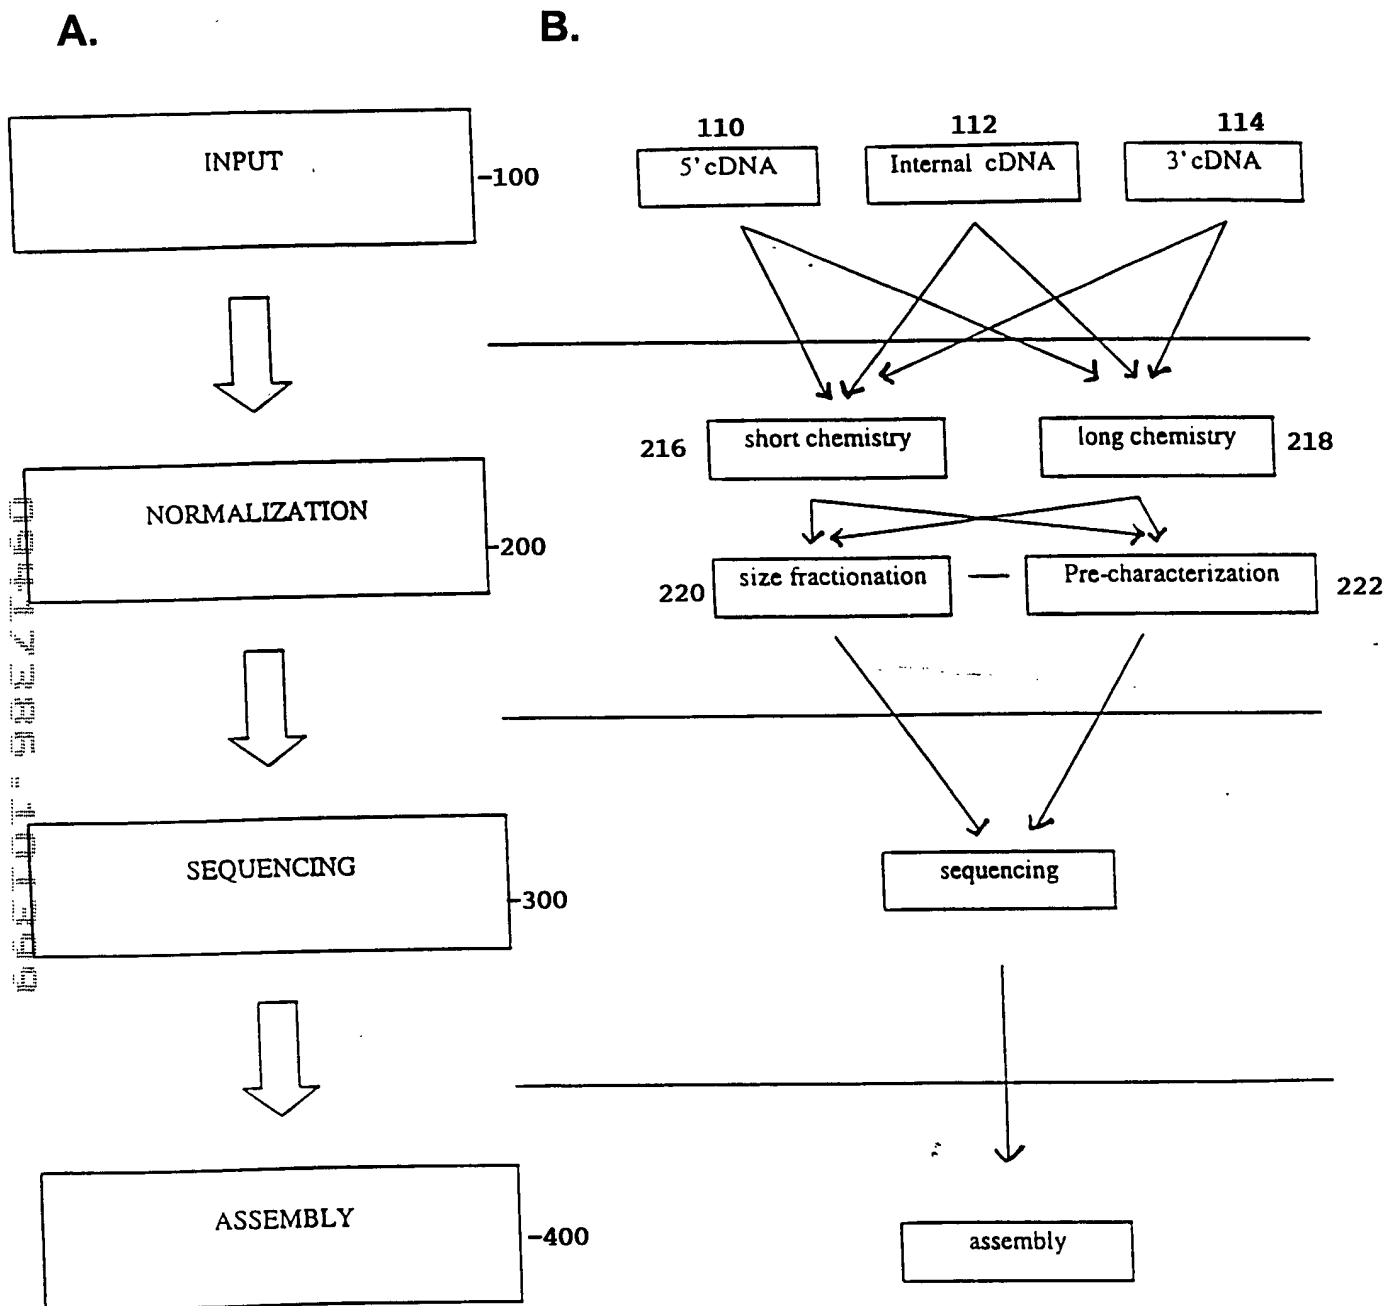 A.
B.
INPUT
-100
110
112
114
5' cDNA
Internal cDNA
3' cDNA
216
short chemistry
long chemistry
218
NORMALIZATION
-200
220
size fractionation
Pre-characterization
222
SEQUENCING
-300
sequencing
ASSEMBLY
-400
assembly